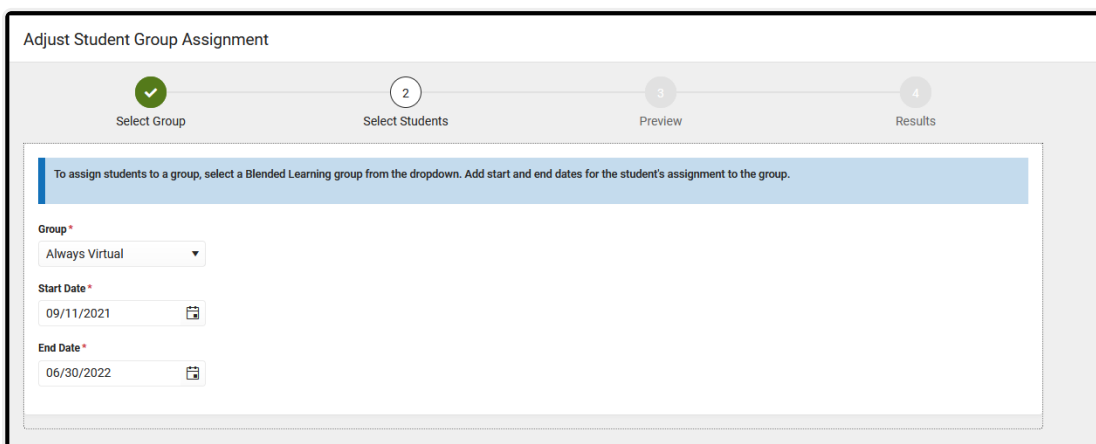 Adjust Student Group Assignment
2
3
4
Select Group
Select Students
Preview
Results
To assign students to a group, select a Blended Learning group from the dropdown. Add start and end dates for the student's assignment to the group.
Group *
Always Virtual
Start Date *
09/11/2021
End Date *
06/30/2022